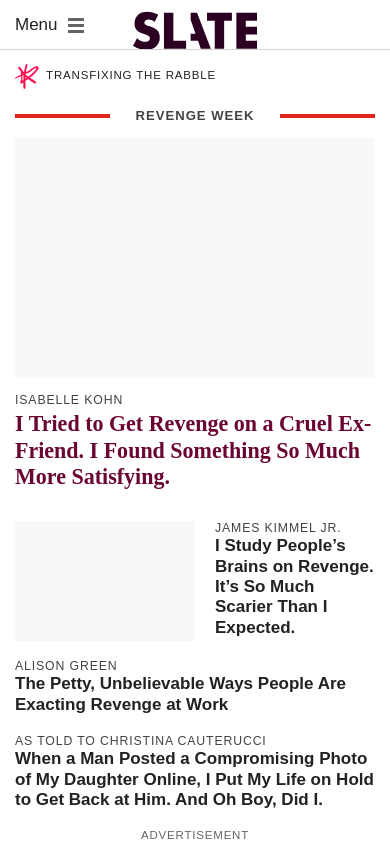 Menu
SLATE
TRANSFIXING THE RABBLE
REVENGE WEEK
ISABELLE KOHN
I Tried to Get Revenge on a Cruel Ex-
Friend. I Found Something So Much
More Satisfying.
JAMES KIMMEL JR.
I Study People’s
Brains on Revenge.
It’s So Much
Scarier Than I
Expected.
ALISON GREEN
The Petty, Unbelievable Ways People Are
Exacting Revenge at Work
AS TOLD TO CHRISTINA CAUTERUCCI
When a Man Posted a Compromising Photo
of My Daughter Online, I Put My Life on Hold
to Get Back at Him. And Oh Boy, Did I.
ADVERTISEMENT